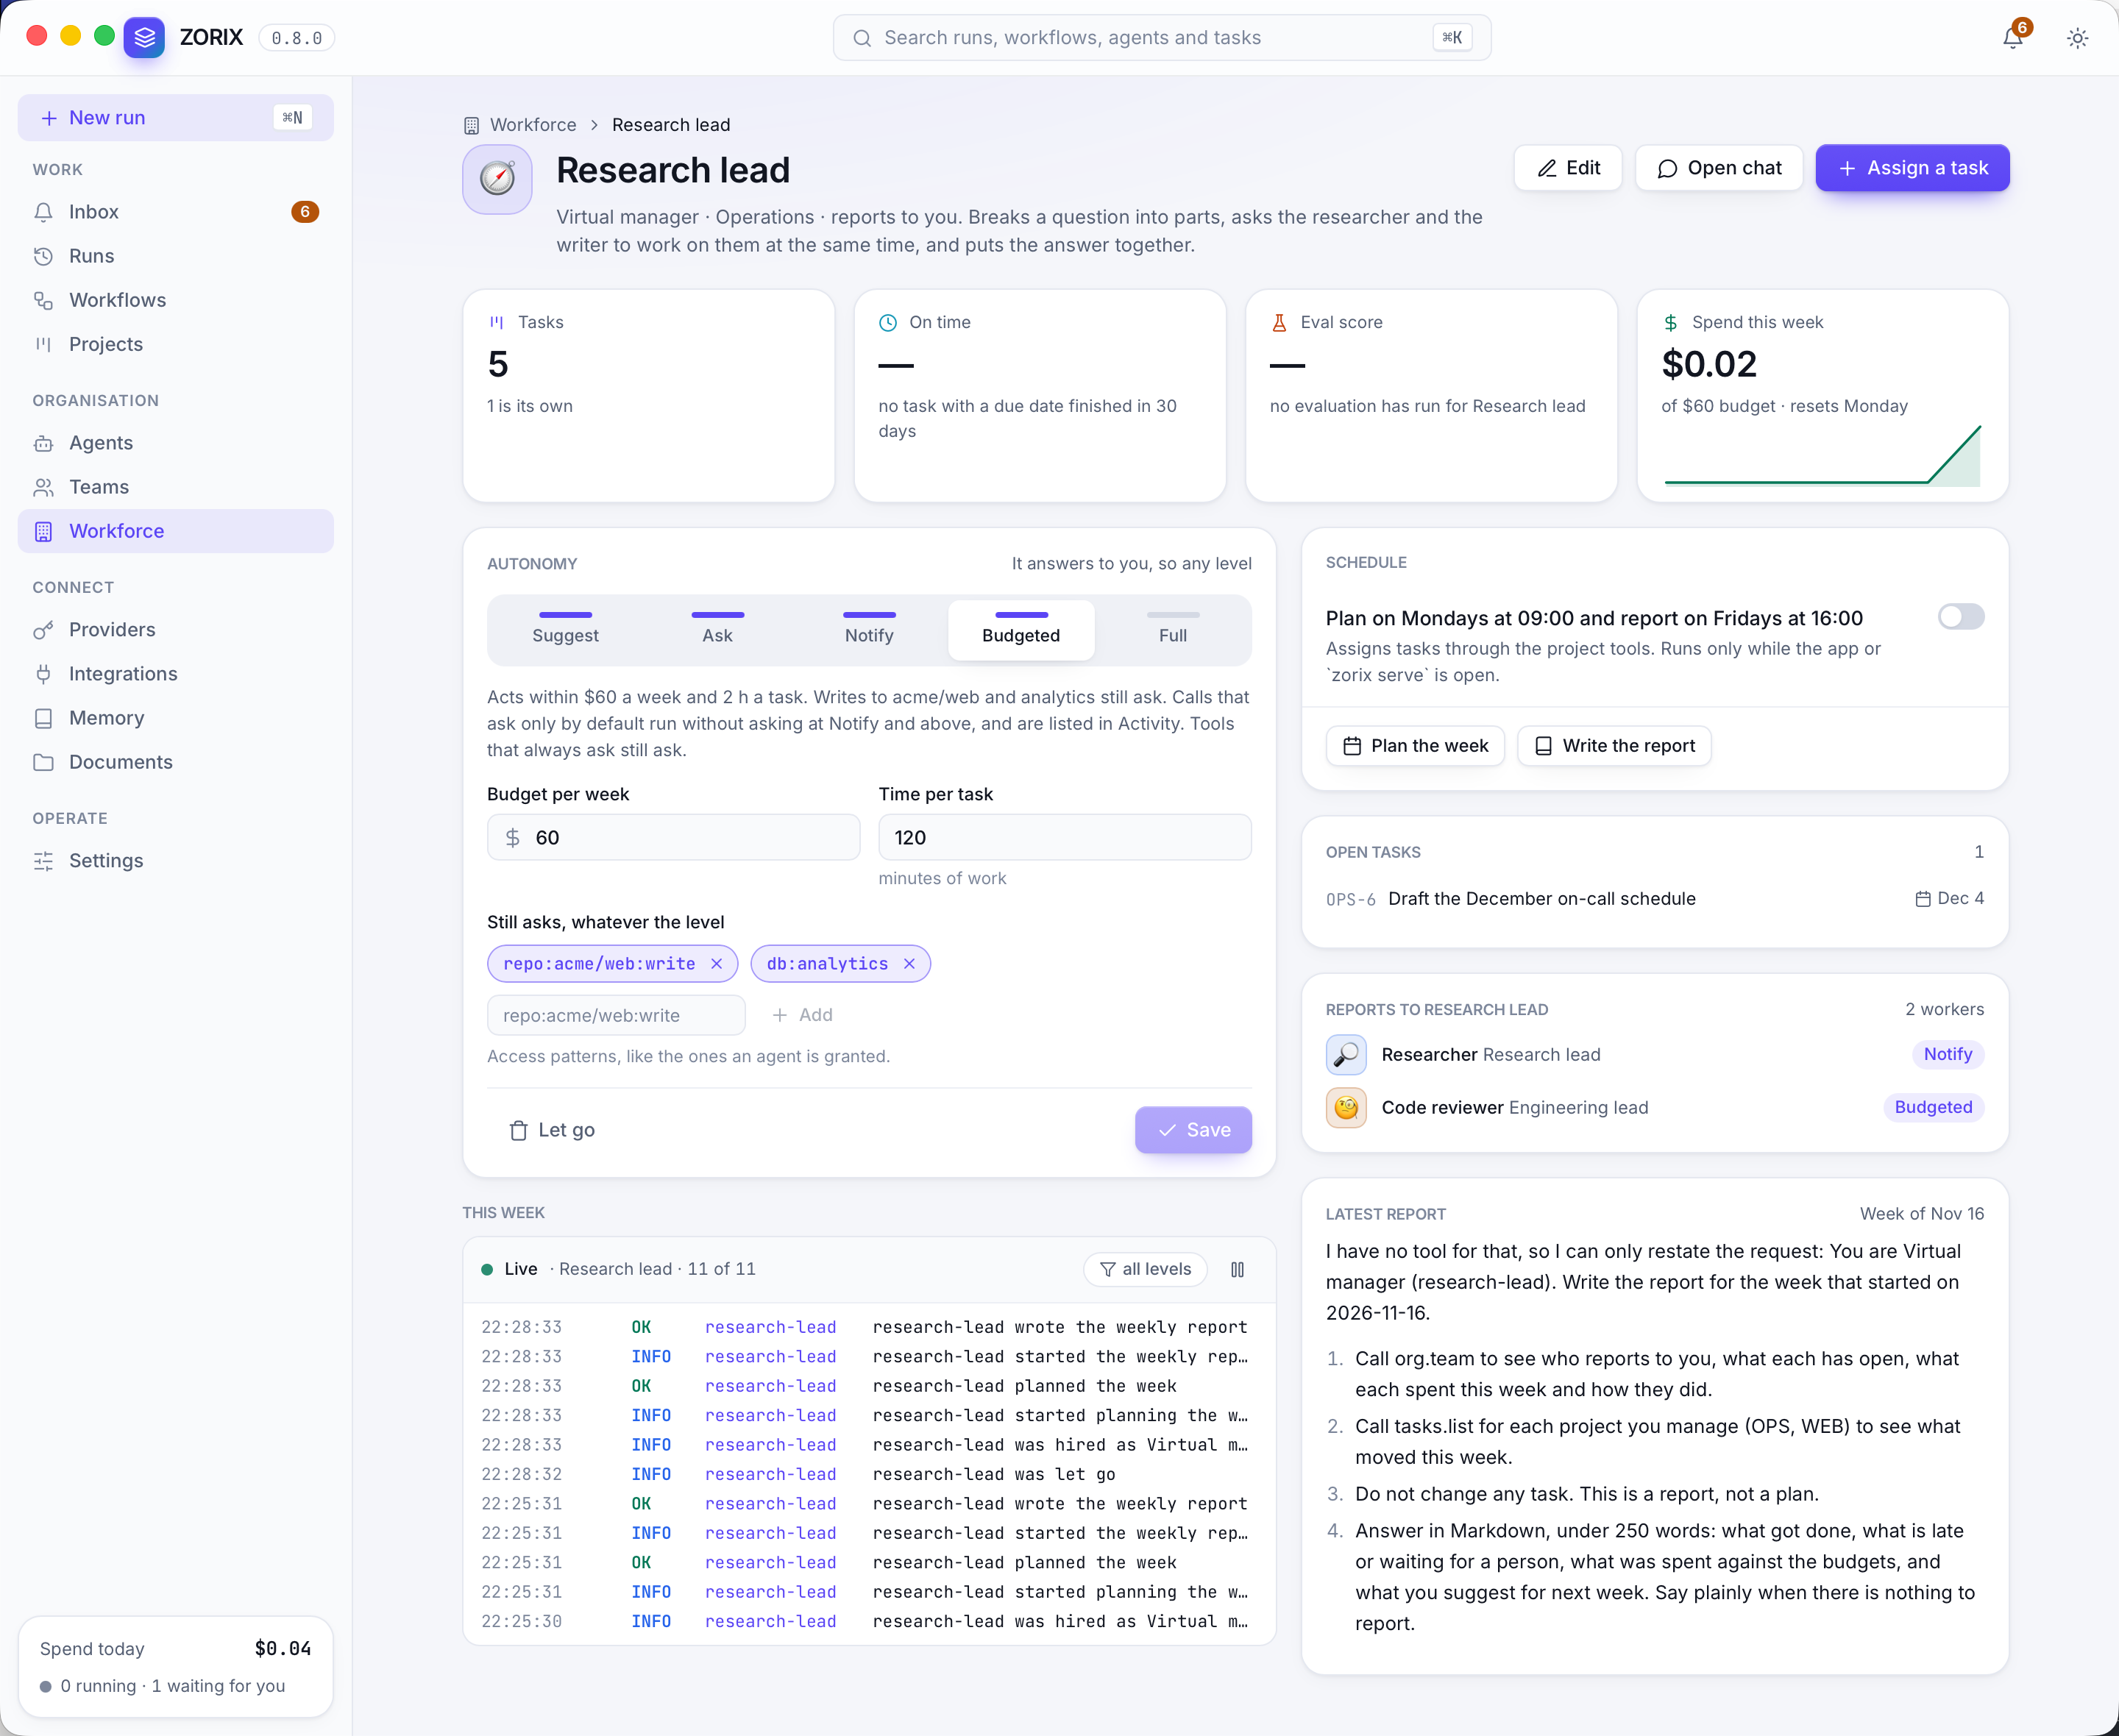 ZORIX 0.8.0
Search runs, workflows, agents and tasks ⌘K
6
New run ⌘N
WORK
Inbox 6
Runs
Workflows
Projects
ORGANISATION
Agents
Teams
Workforce
CONNECT
Providers
Integrations
Memory
Documents
OPERATE
Settings
Spend today $0.04
0 running · 1 waiting for you
Workforce > Research lead
Research lead
Virtual manager · Operations · reports to you. Breaks a question into parts, asks the researcher and the
writer to work on them at the same time, and puts the answer together.
Edit
Open chat
Assign a task
Tasks
5
1 is its own
On time
—
no task with a due date finished in 30
days
Eval score
—
no evaluation has run for Research lead
Spend this week
$0.02
of $60 budget · resets Monday
AUTONOMY It answers to you, so any level
Suggest Ask Notify Budgeted Full
Acts within $60 a week and 2 h a task. Writes to acme/web and analytics still ask. Calls that
ask only by default run without asking at Notify and above, and are listed in Activity. Tools
that always ask still ask.
Budget per week Time per task
$ 60 120
minutes of work
Still asks, whatever the level
repo:acme/web:write × db:analytics ×
repo:acme/web:write + Add
Access patterns, like the ones an agent is granted.
Let go Save
THIS WEEK
Live · Research lead · 11 of 11 all levels
22:28:33 OK research-lead research-lead wrote the weekly report
22:28:33 INFO research-lead research-lead started the weekly rep…
22:28:33 OK research-lead research-lead planned the week
22:28:33 INFO research-lead research-lead started planning the w…
22:28:33 INFO research-lead research-lead was hired as Virtual m…
22:28:32 INFO research-lead research-lead was let go
22:25:31 OK research-lead research-lead wrote the weekly report
22:25:31 INFO research-lead research-lead started the weekly rep…
22:25:31 OK research-lead research-lead planned the week
22:25:31 INFO research-lead research-lead started planning the w…
22:25:30 INFO research-lead research-lead was hired as Virtual m…
SCHEDULE
Plan on Mondays at 09:00 and report on Fridays at 16:00
Assigns tasks through the project tools. Runs only while the app or
`zorix serve` is open.
Plan the week Write the report
OPEN TASKS 1
OPS-6 Draft the December on-call schedule Dec 4
REPORTS TO RESEARCH LEAD 2 workers
Researcher Research lead Notify
Code reviewer Engineering lead Budgeted
LATEST REPORT Week of Nov 16
I have no tool for that, so I can only restate the request: You are Virtual
manager (research-lead). Write the report for the week that started on
2026-11-16.
1. Call org.team to see who reports to you, what each has open, what
each spent this week and how they did.
2. Call tasks.list for each project you manage (OPS, WEB) to see what
moved this week.
3. Do not change any task. This is a report, not a plan.
4. Answer in Markdown, under 250 words: what got done, what is late
or waiting for a person, what was spent against the budgets, and
what you suggest for next week. Say plainly when there is nothing to
report.